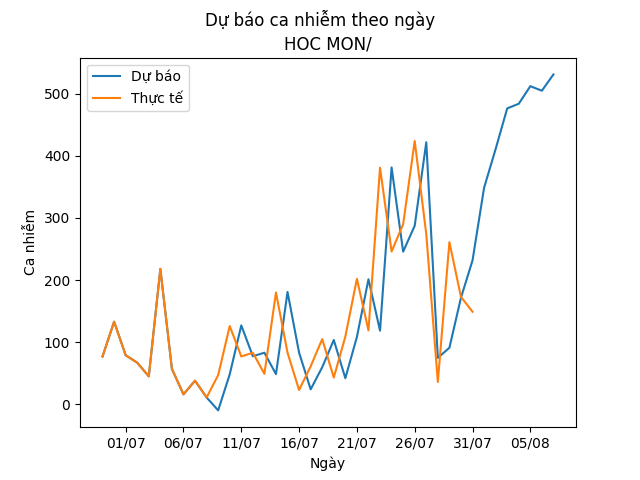 Dự báo ca nhiễm theo ngày
HOC MON/
Dự báo
Thực tế
Ca nhiễm
500
400
300
200
100
0
01/07 06/07 11/07 16/07 21/07 26/07 31/07 05/08
Ngày